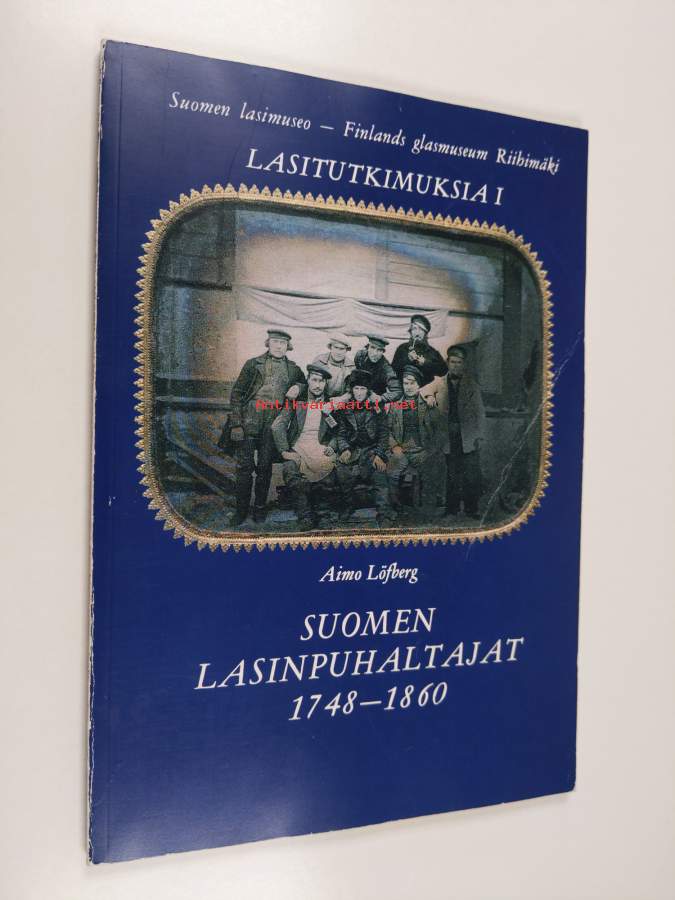 Suomen lasimuseo – Finlands glasmuseum Riihimäki
LASITUTKIMUKSIA I
Antikvariaatti.net
Aimo Löfberg
SUOMEN
LASINPUHALTAJAT
1748–1860